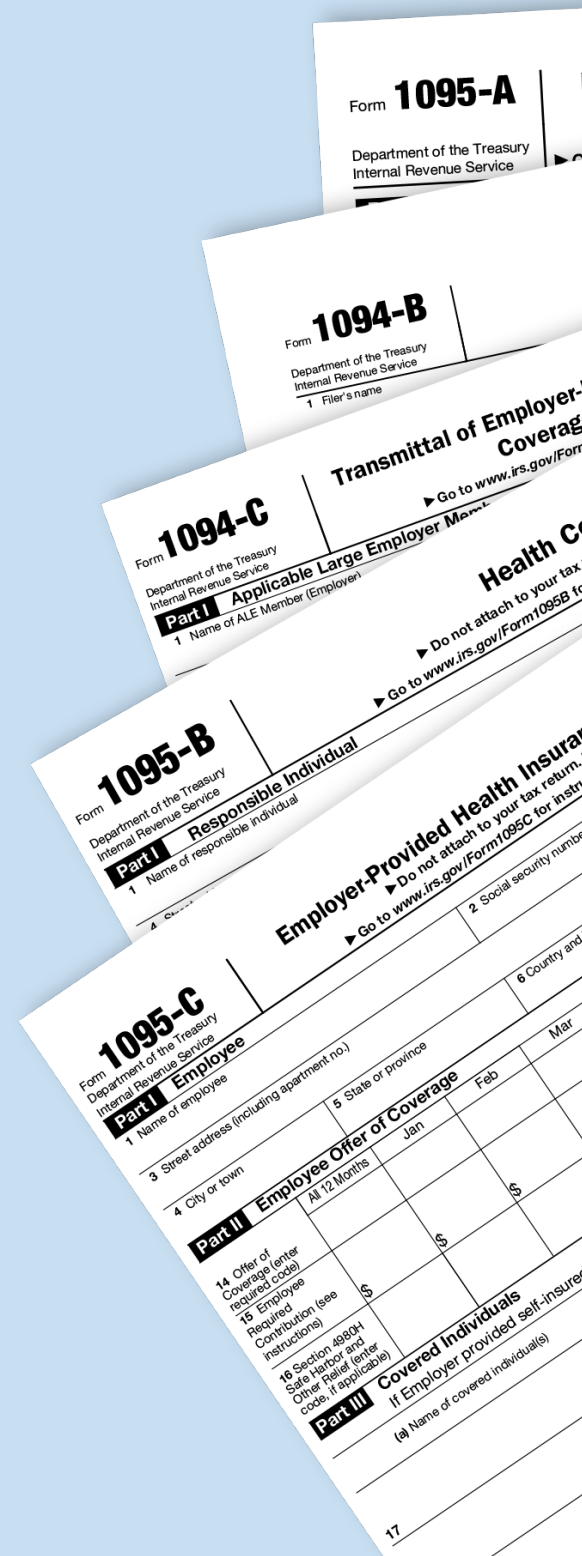 Form 1095-A
Department of the Treasury
Internal Revenue Service
Form 1094-B
Department of the Treasury
Internal Revenue Service
1 Filer's name
Form 1094-C
Department of the Treasury
Internal Revenue Service
Transmittal of Employer-
Coverag
▶ Go to www.irs.gov/Form
Part I Applicable Large Employer Mem
1 Name of ALE Member (Employer)
Form 1095-B
Department of the Treasury
Internal Revenue Service
Health Co
▶ Do not attach to your tax
▶ Go to www.irs.gov/Form1095B fo
Part I Responsible Individual
1 Name of responsible individual
Form 1095-C
Department of the Treasury
Internal Revenue Service
Employer-Provided Health Insuran
▶ Do not attach to your tax return.
▶ Go to www.irs.gov/Form1095C for instru
Part I Employee
1 Name of employee
2 Social security numbe
3 Street address (including apartment no.)
4 City or town
5 State or province
6 Country and
Part II Employee Offer of Coverage
All 12 Months Jan Feb Mar
14 Offer of
Coverage (enter
required code)
15 Employee
Required
Contribution (see
instructions)
$ $ $
16 Section 4980H
Safe Harbor and
Other Relief (enter
code, if applicable)
Part III Covered Individuals
If Employer provided self-insure
(a) Name of covered individual(s)
17